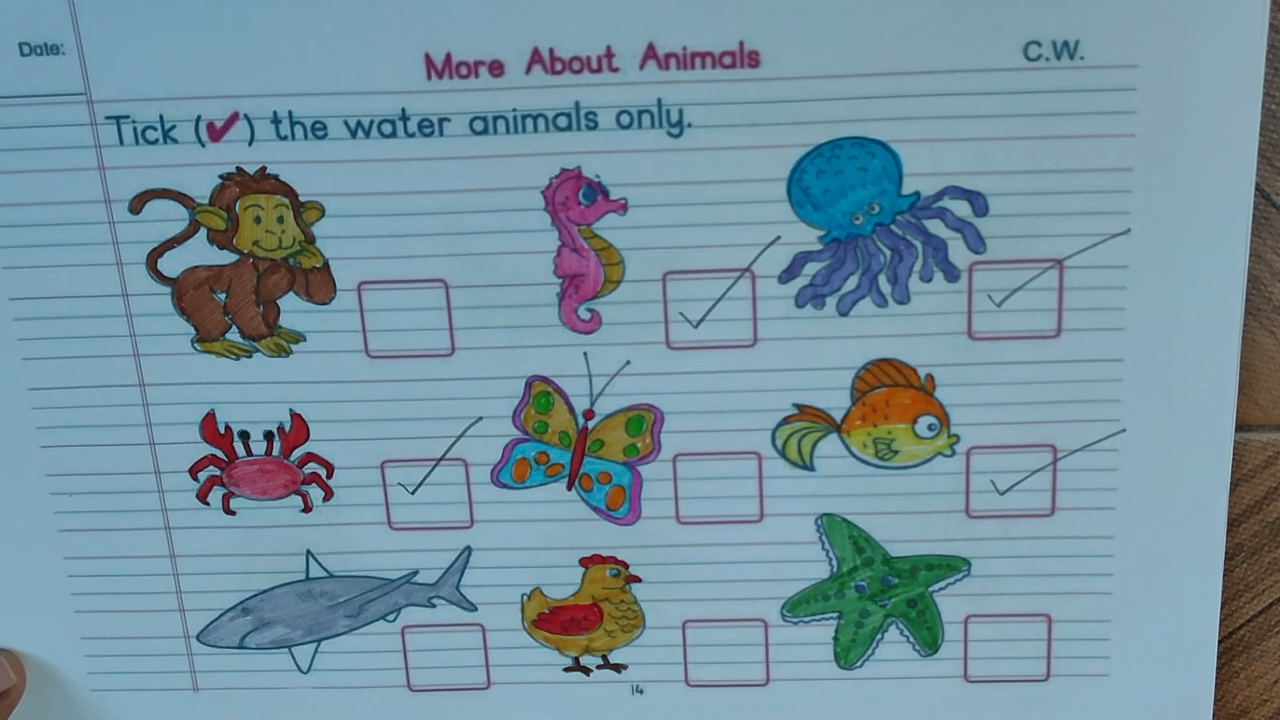 Date:
More About Animals
C.W.
Tick (✔) the water animals only.
14